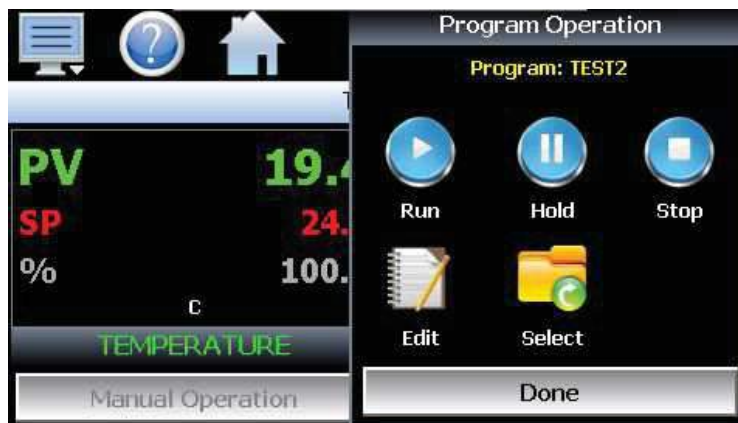 Program Operation
Program: TEST2
PV 19.4
SP 24.
% 100.
C
TEMPERATURE
Manual Operation
Run Hold Stop
Edit Select
Done